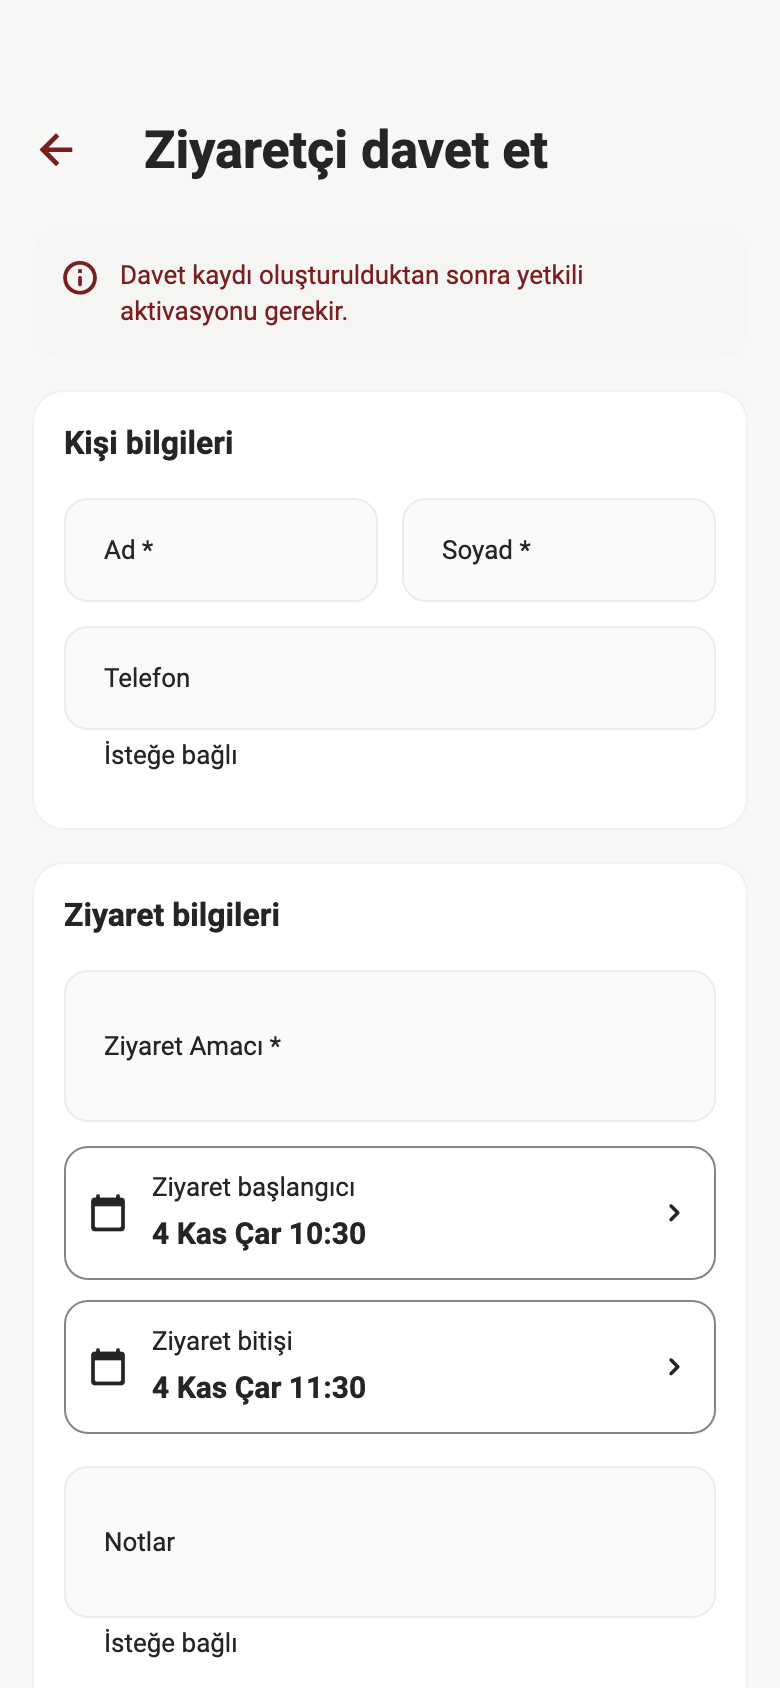 Ziyaretçi davet et
Davet kaydı oluşturulduktan sonra yetkili
aktivasyonu gerekir.
Kişi bilgileri
Ad *
Soyad *
Telefon
İsteğe bağlı
Ziyaret bilgileri
Ziyaret Amacı *
Ziyaret başlangıcı
4 Kas Çar 10:30
Ziyaret bitişi
4 Kas Çar 11:30
Notlar
İsteğe bağlı